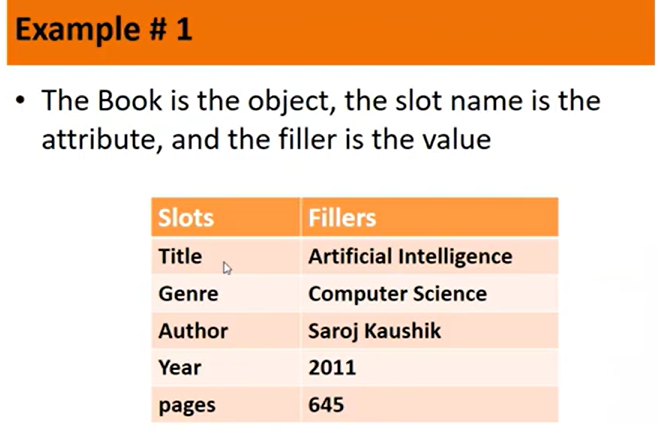 Example # 1
• The Book is the object, the slot name is the
attribute, and the filler is the value
Slots Fillers
Title Artificial Intelligence
Genre Computer Science
Author Saroj Kaushik
Year 2011
pages 645